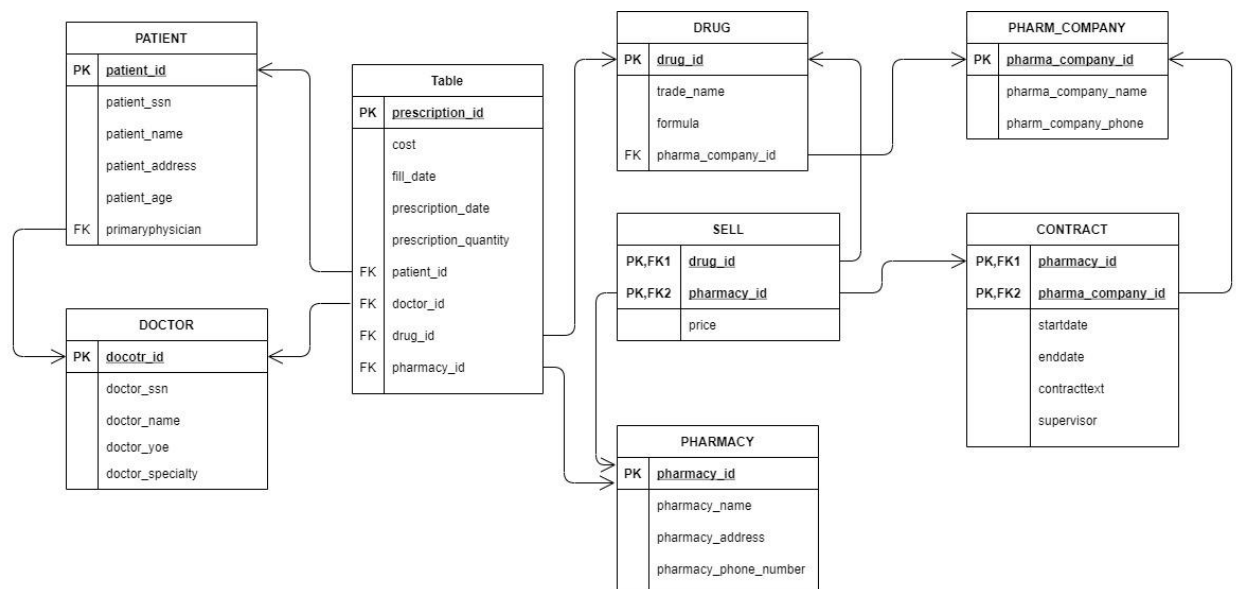 PATIENT
PK patient_id
patient_ssn
patient_name
patient_address
patient_age
FK primaryphysician
DOCTOR
PK docotr_id
doctor_ssn
doctor_name
doctor_yoe
doctor_specialty
Table
PK prescription_id
cost
fill_date
prescription_date
prescription_quantity
FK patient_id
FK doctor_id
FK drug_id
FK pharmacy_id
DRUG
PK drug_id
trade_name
formula
FK pharma_company_id
SELL
PK,FK1 drug_id
PK,FK2 pharmacy_id
price
PHARMACY
PK pharmacy_id
pharmacy_name
pharmacy_address
pharmacy_phone_number
PHARM_COMPANY
PK pharma_company_id
pharma_company_name
pharm_company_phone
CONTRACT
PK,FK1 pharmacy_id
PK,FK2 pharma_company_id
startdate
enddate
contracttext
supervisor